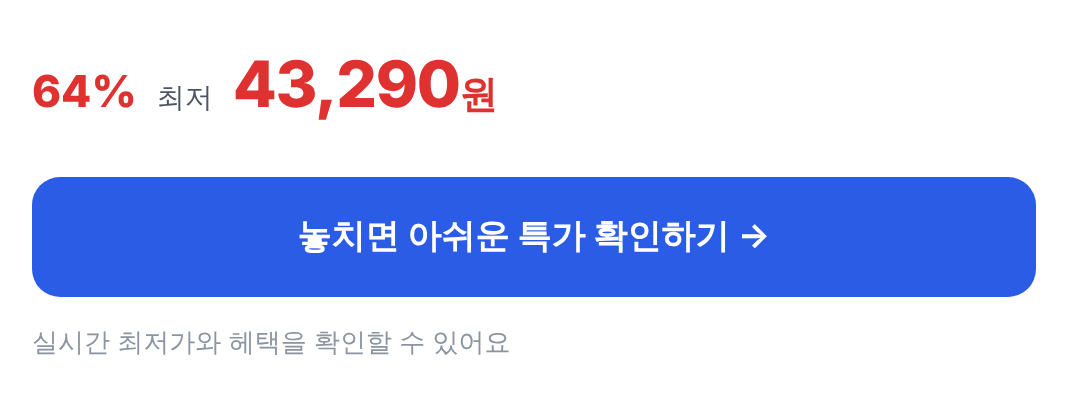 64% 최저 43,290원
놓치면 아쉬운 특가 확인하기 →
실시간 최저가와 혜택을 확인할 수 있어요